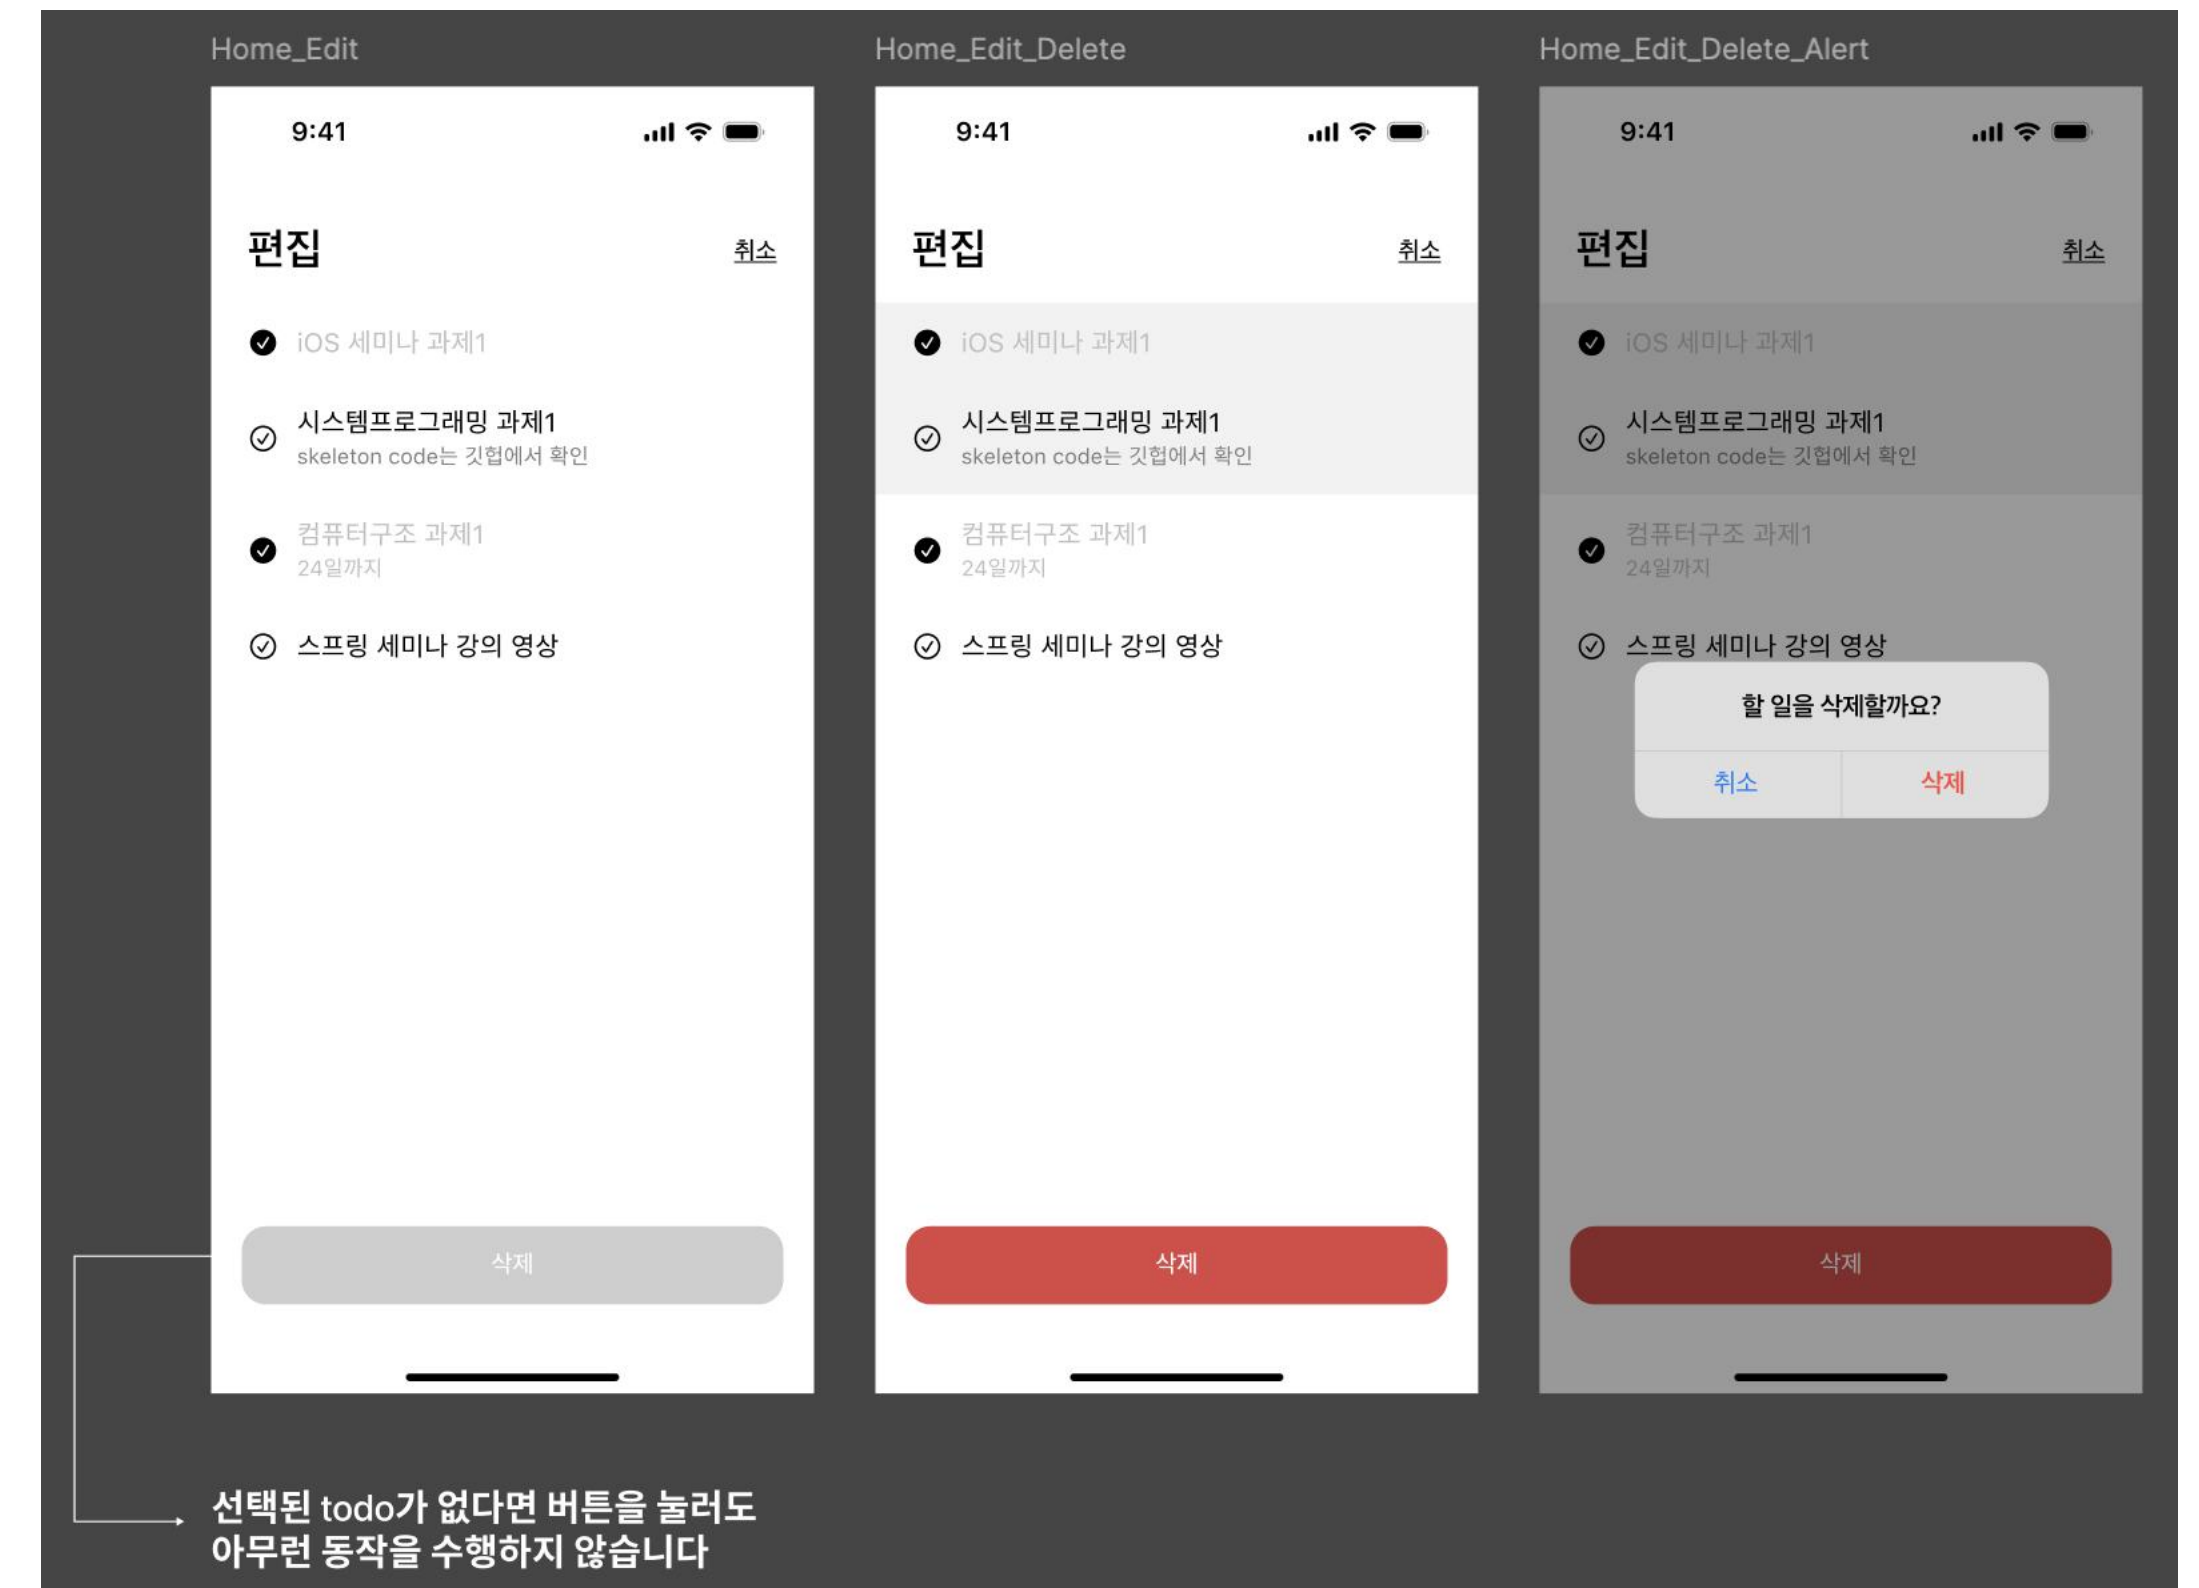 Home_Edit
9:41
편집
취소
iOS 세미나 과제1
시스템프로그래밍 과제1
skeleton code는 깃헙에서 확인
컴퓨터구조 과제1
24일까지
스프링 세미나 강의 영상
삭제
선택된 todo가 없다면 버튼을 눌러도
아무런 동작을 수행하지 않습니다
Home_Edit_Delete
9:41
편집
취소
iOS 세미나 과제1
시스템프로그래밍 과제1
skeleton code는 깃헙에서 확인
컴퓨터구조 과제1
24일까지
스프링 세미나 강의 영상
삭제
Home_Edit_Delete_Alert
9:41
편집
취소
iOS 세미나 과제1
시스템프로그래밍 과제1
skeleton code는 깃헙에서 확인
컴퓨터구조 과제1
24일까지
스프링 세미나 강의 영상
할 일을 삭제할까요?
취소
삭제
삭제